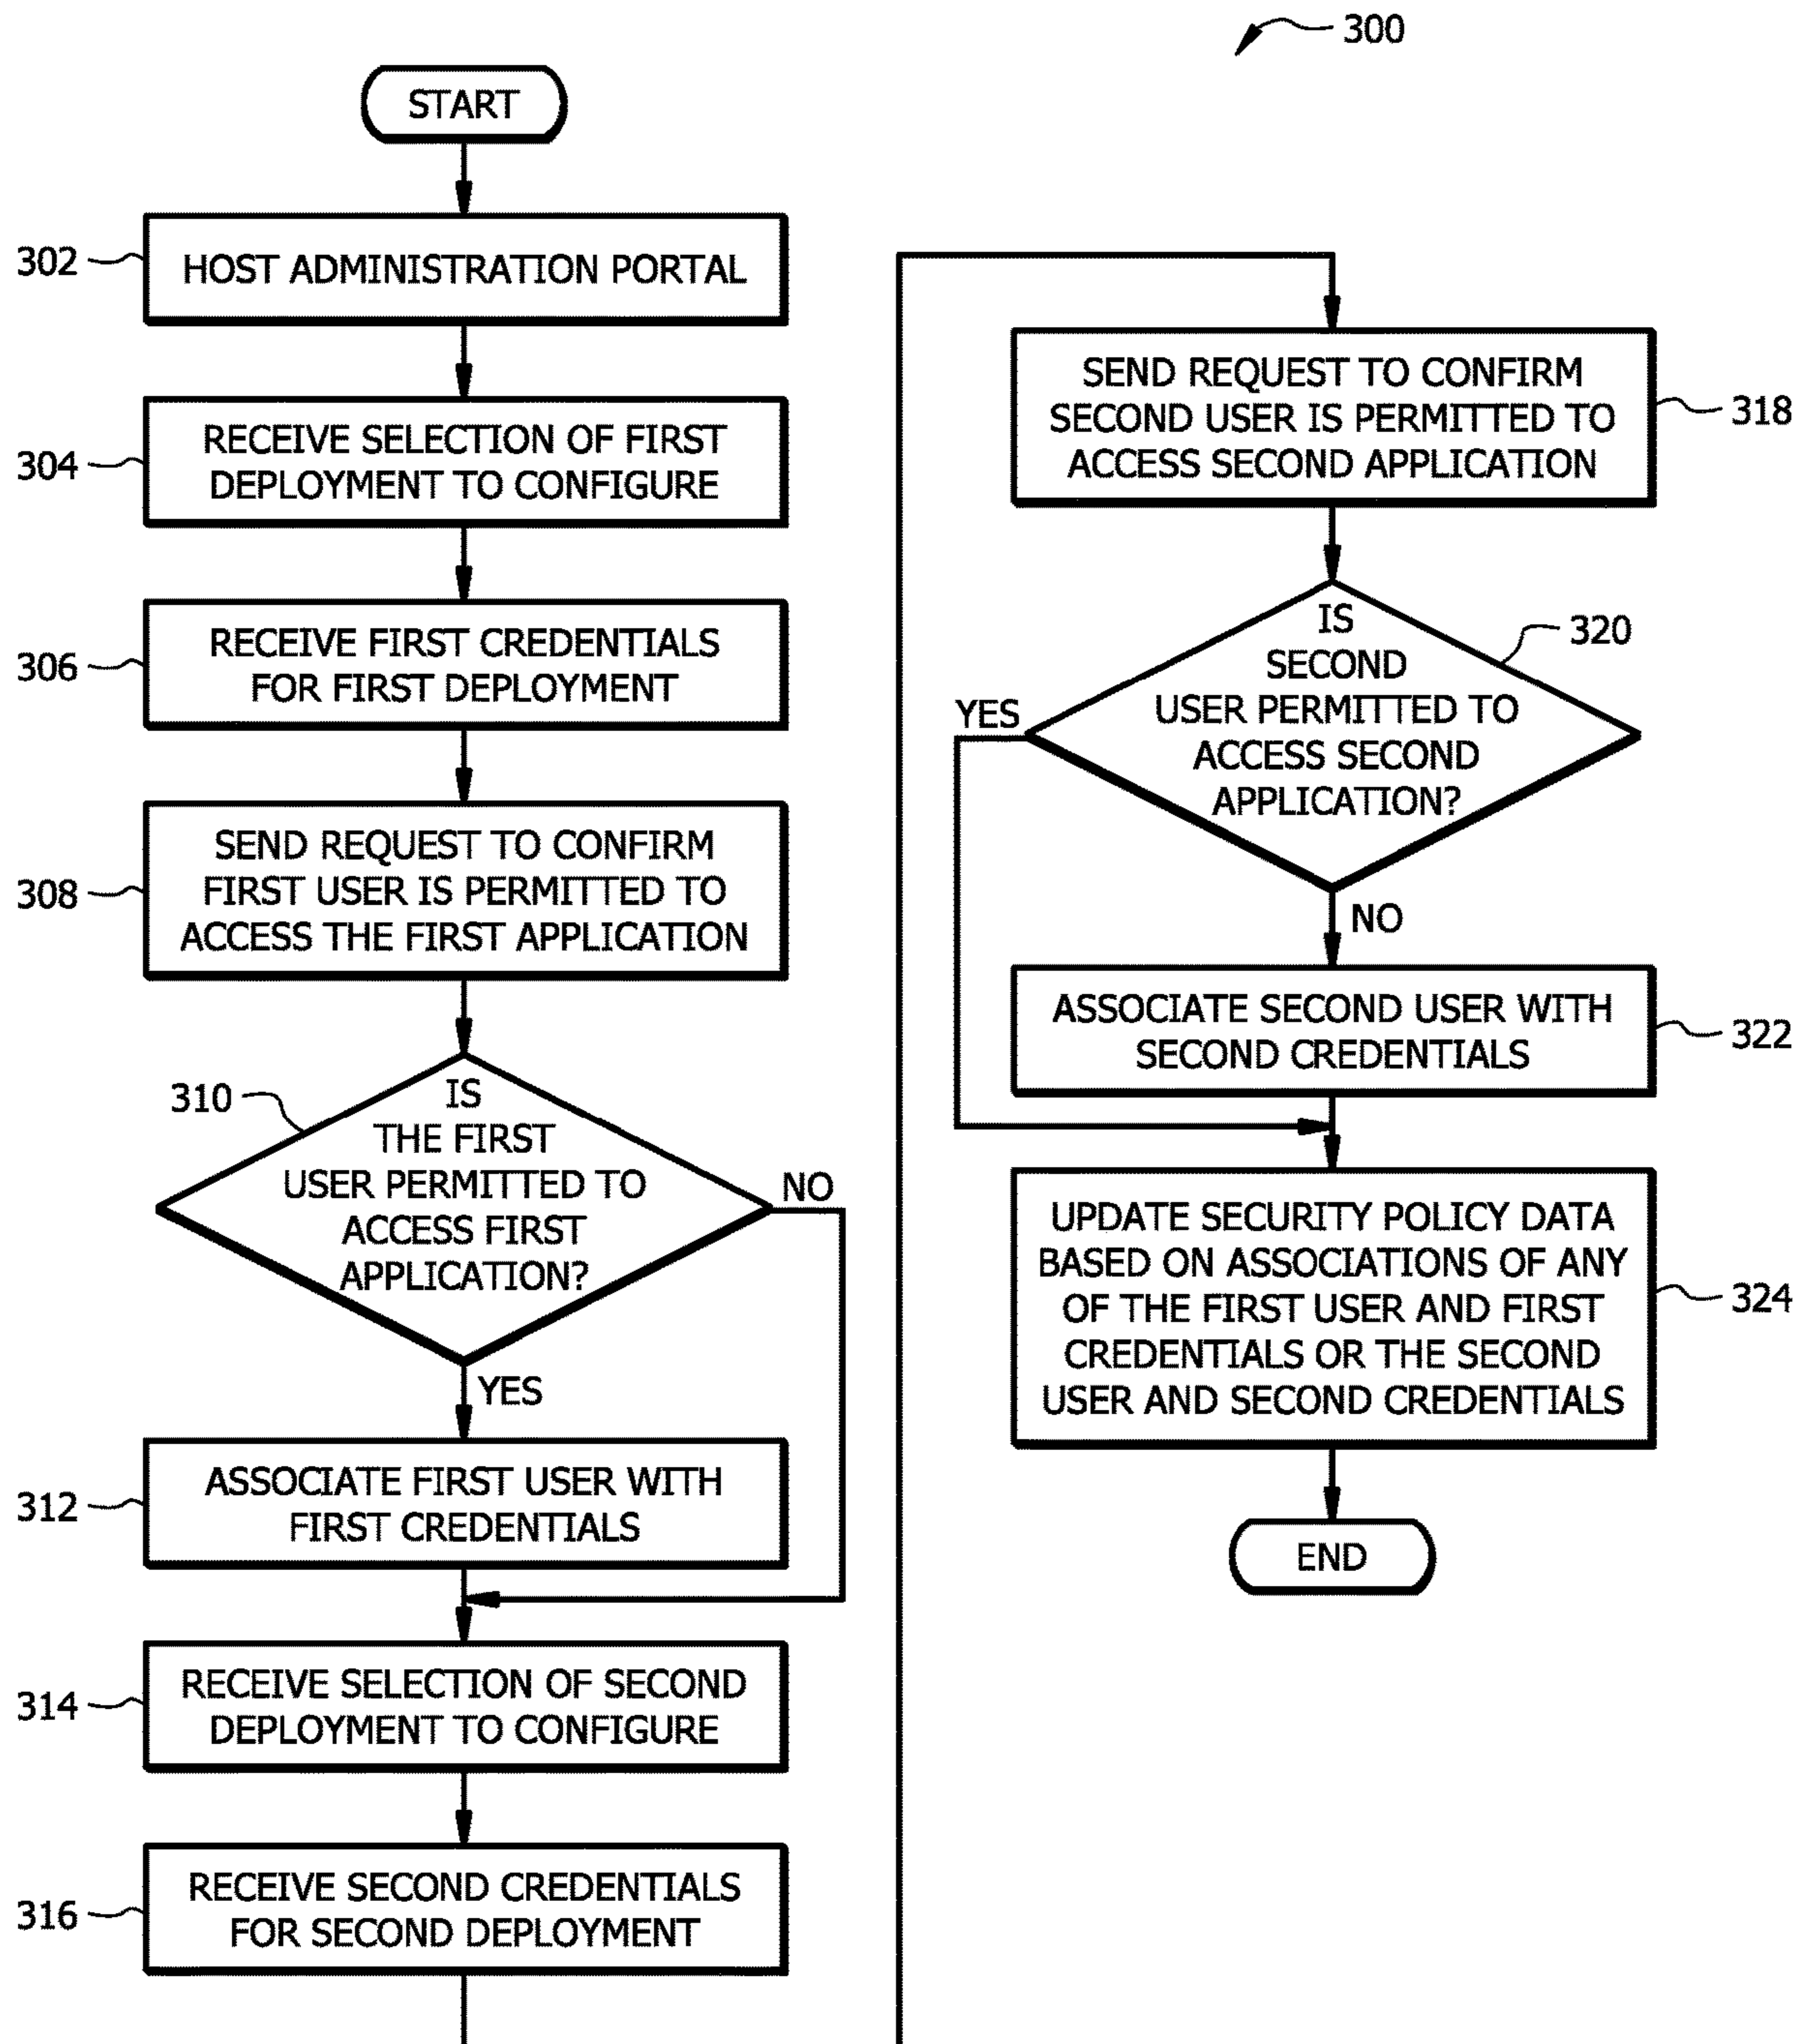 300
START
302
HOST ADMINISTRATION PORTAL
304
RECEIVE SELECTION OF FIRST
DEPLOYMENT TO CONFIGURE
306
RECEIVE FIRST CREDENTIALS
FOR FIRST DEPLOYMENT
308
SEND REQUEST TO CONFIRM
FIRST USER IS PERMITTED TO
ACCESS THE FIRST APPLICATION
310
IS
THE FIRST
USER PERMITTED TO
ACCESS FIRST
APPLICATION?
NO
YES
312
ASSOCIATE FIRST USER WITH
FIRST CREDENTIALS
314
RECEIVE SELECTION OF SECOND
DEPLOYMENT TO CONFIGURE
316
RECEIVE SECOND CREDENTIALS
FOR SECOND DEPLOYMENT
SEND REQUEST TO CONFIRM
SECOND USER IS PERMITTED TO
ACCESS SECOND APPLICATION
318
IS
SECOND
USER PERMITTED TO
ACCESS SECOND
APPLICATION?
320
YES
NO
ASSOCIATE SECOND USER WITH
SECOND CREDENTIALS
322
UPDATE SECURITY POLICY DATA
BASED ON ASSOCIATIONS OF ANY
OF THE FIRST USER AND FIRST
CREDENTIALS OR THE SECOND
USER AND SECOND CREDENTIALS
324
END